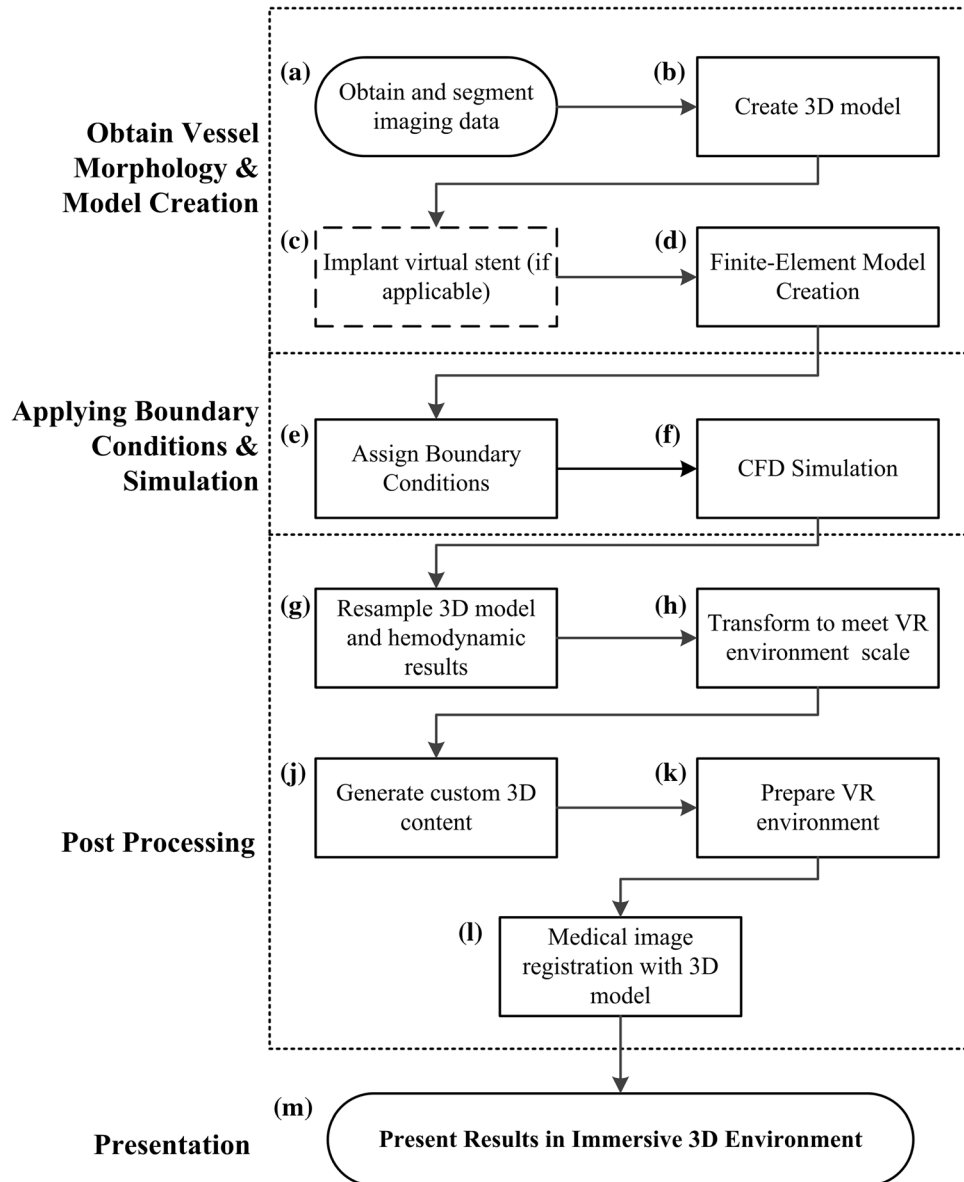 (a)
Obtain and segment
imaging data
(b)
Create 3D model
Obtain Vessel
Morphology &
Model Creation
(c)
Implant virtual stent (if
applicable)
(d)
Finite-Element Model
Creation
Applying Boundary
Conditions &
Simulation
(e)
Assign Boundary
Conditions
(f)
CFD Simulation
(g)
Resample 3D model
and hemodynamic
results
(h)
Transform to meet VR
environment scale
(j)
Generate custom 3D
content
(k)
Prepare VR
environment
Post Processing
(l)
Medical image
registration with 3D
model
(m)
Present Results in Immersive 3D Environment
Presentation